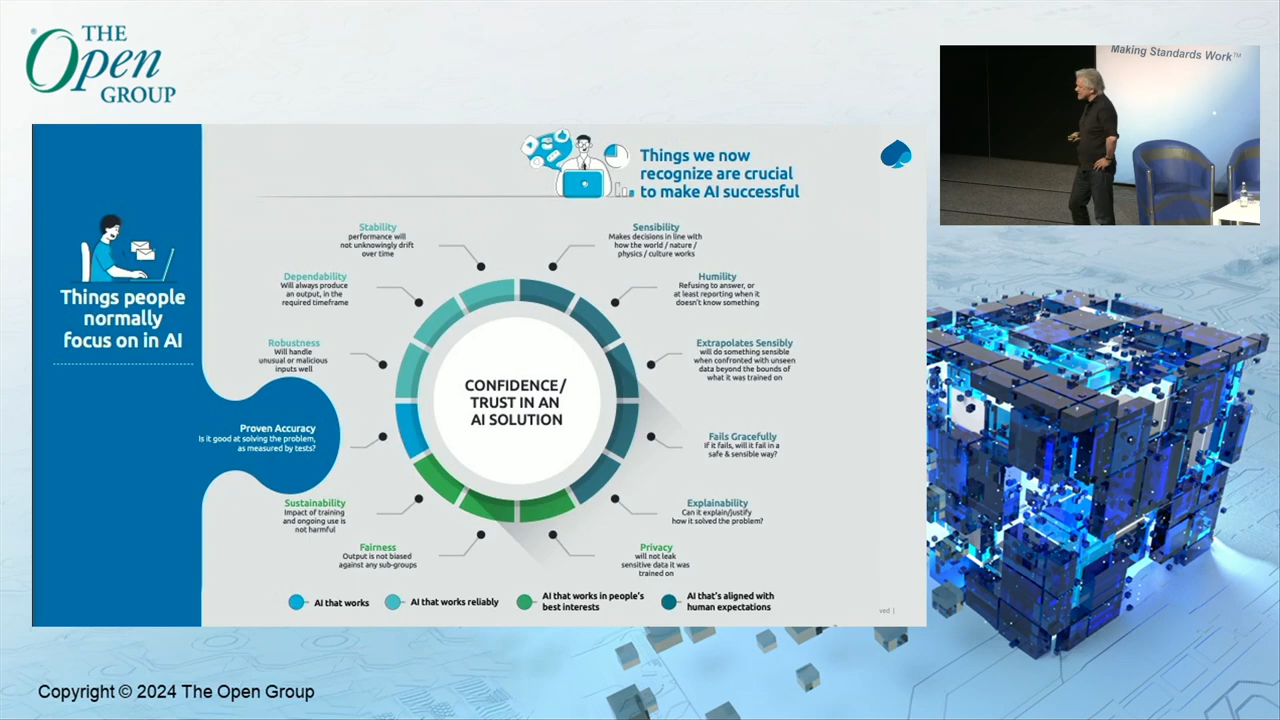 THE
Open
GROUP
Making Standards Work™
Things we now
recognize are crucial
to make AI successful
Things people
normally
focus on in AI
Stability
performance will
not unknowingly drift
over time
Dependability
Will always produce
an output, in the
required timeframe
Robustness
Will handle
unusual or malicious
inputs well
Proven Accuracy
Is it good at solving the problem,
as measured by tests?
Sustainability
Impact of training
and ongoing use is
not harmful
Fairness
Output is not biased
against any sub-groups
CONFIDENCE/
TRUST IN AN
AI SOLUTION
Sensibility
Makes decisions in line with
how the world / nature /
physics / culture works
Humility
Refusing to answer, or
at least reporting when it
doesn't know something
Extrapolates Sensibly
will do something sensible
when confronted with unseen
data beyond the bounds of
what it was trained on
Fails Gracefully
If it fails, will it fail in a
safe & sensible way?
Explainability
Can it explain/justify
how it solved the problem?
Privacy
will not leak
sensitive data it was
trained on
AI that works
AI that works reliably
AI that works in people's
best interests
AI that's aligned with
human expectations
ved |
Copyright © 2024 The Open Group